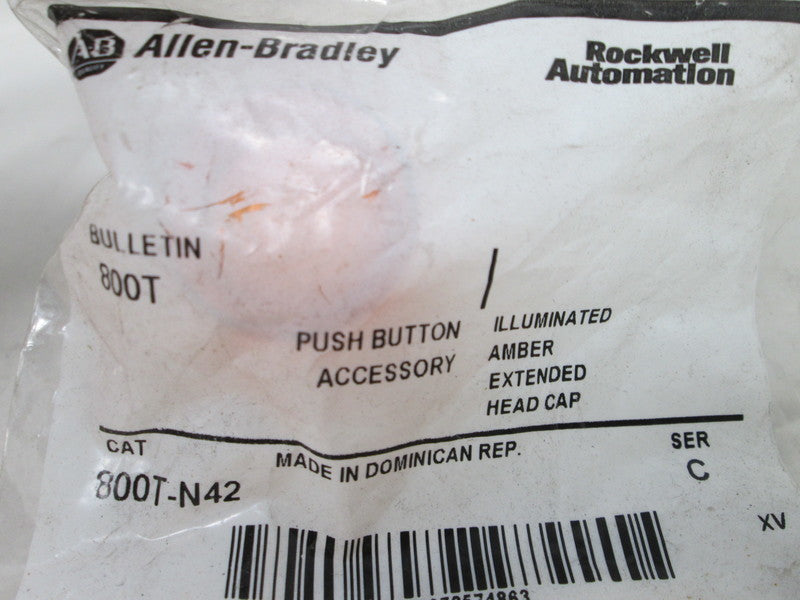 AB Allen-Bradley
Rockwell
Automation
BULLETIN
800T
PUSH BUTTON
ACCESSORY
/
ILLUMINATED
AMBER
EXTENDED
HEAD CAP
CAT
MADE IN DOMINICAN REP.
SER
800T-N42
C
XV